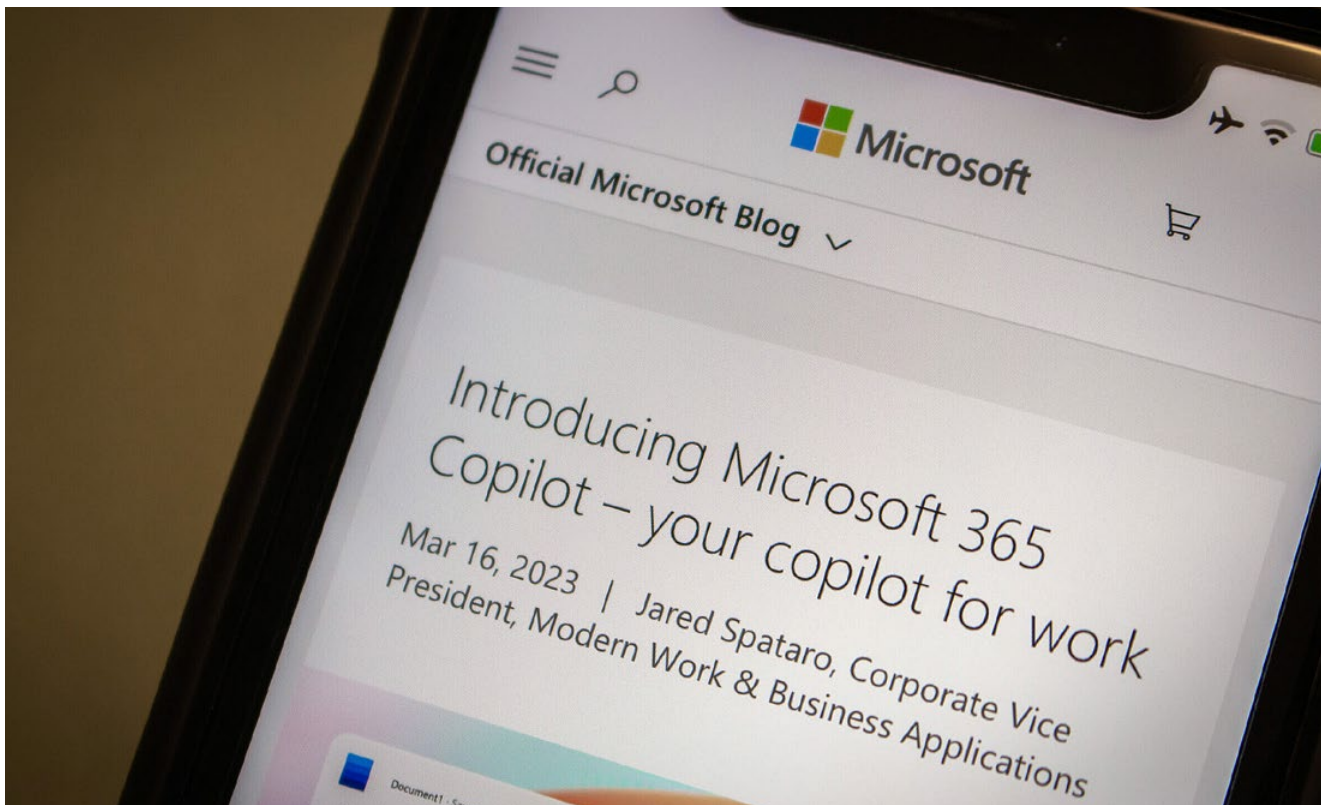 Microsoft
Official Microsoft Blog
Introducing Microsoft 365
Copilot – your copilot for work
Mar 16, 2023 | Jared Spataro, Corporate Vice
President, Modern Work & Business Applications
Document1